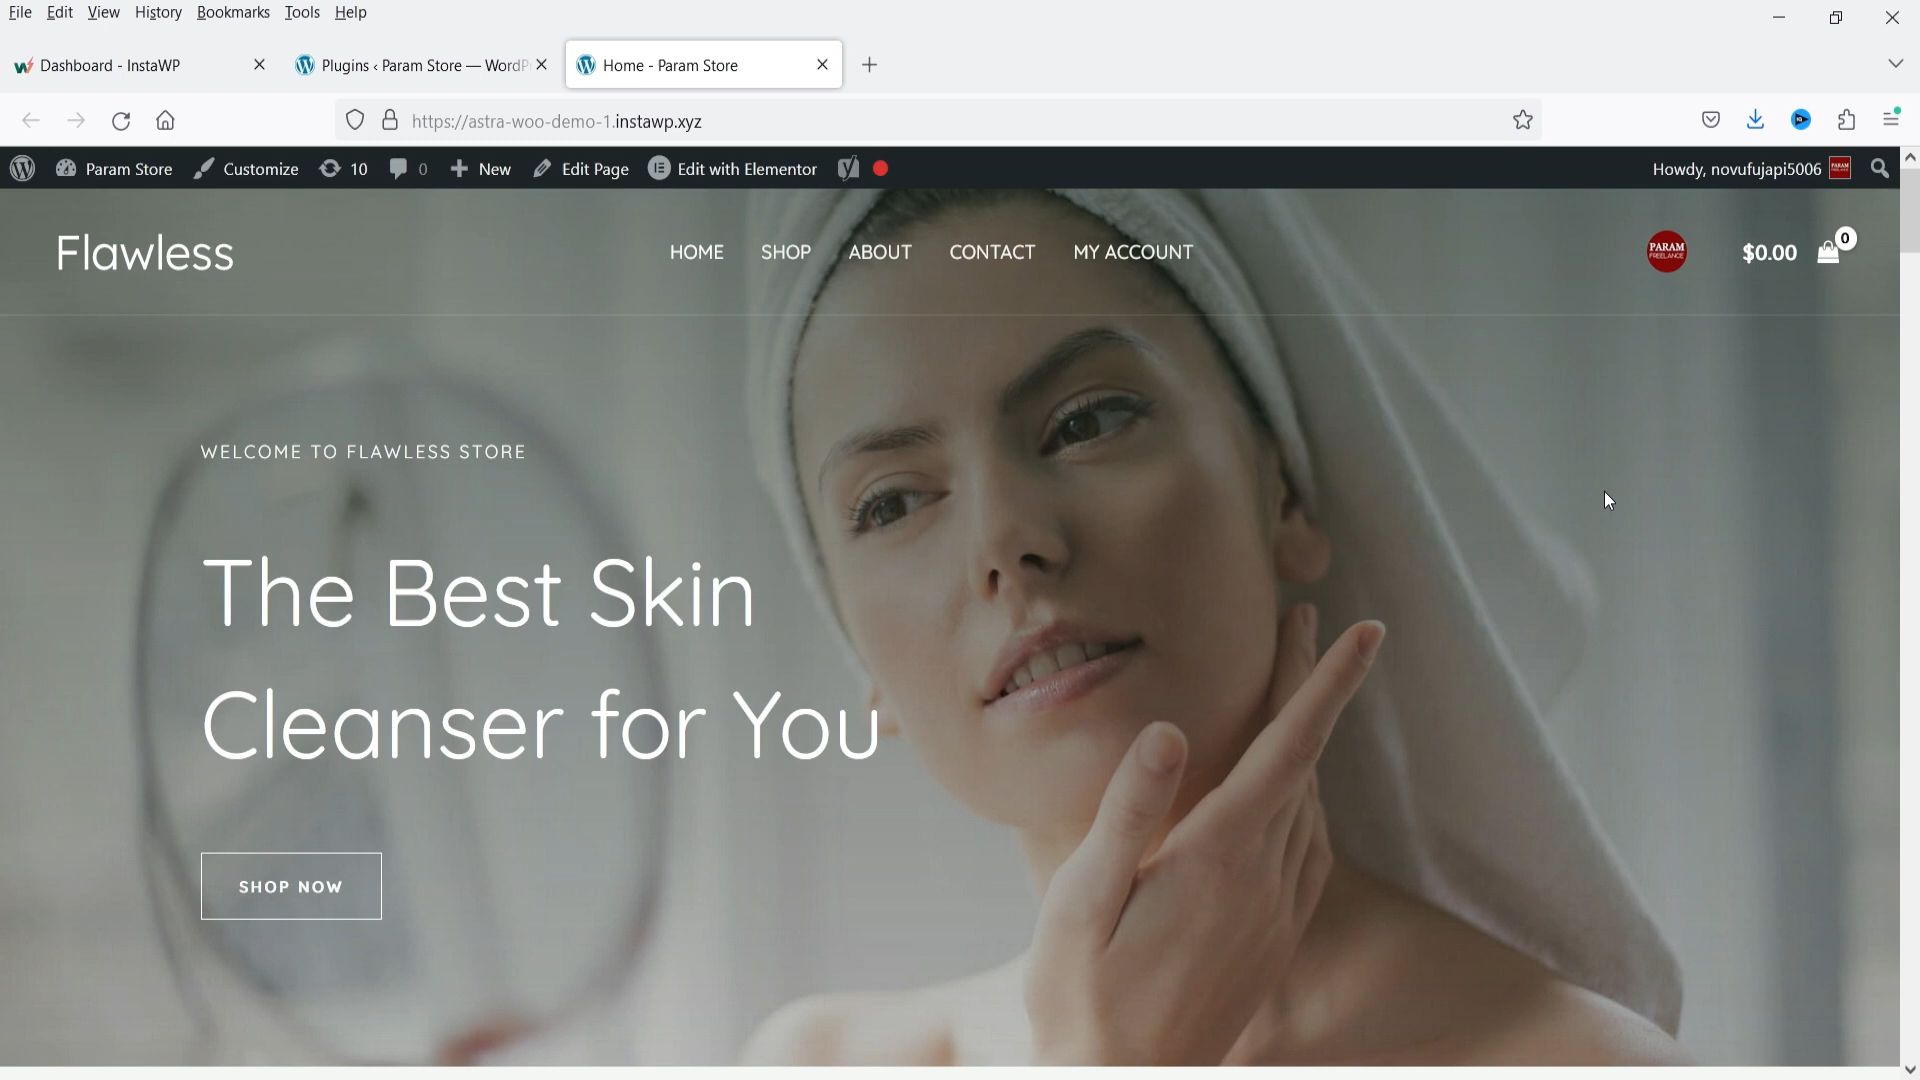 File Edit View History Bookmarks Tools Help
Dashboard - InstaWP
Plugins ‹ Param Store — WordP
Home - Param Store
https://astra-woo-demo-1.instawp.xyz
Param Store Customize 10 0 New Edit Page Edit with Elementor
Howdy, novufujapi5006
Flawless
HOME SHOP ABOUT CONTACT MY ACCOUNT
PARAM
FREELANCE
$0.00 0
WELCOME TO FLAWLESS STORE
The Best Skin
Cleanser for You
SHOP NOW